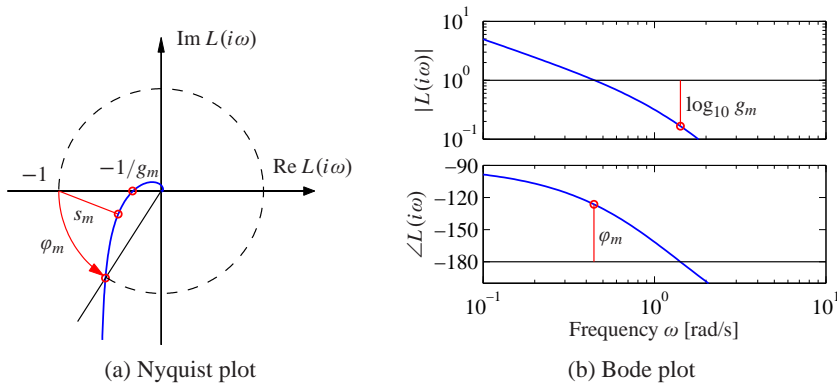 Im L(iω)
Re L(iω)
−1
−1/g_m
s_m
φ_m
(a) Nyquist plot
|L(iω)|
10^1
10^0
10^−1
log_10 g_m
∠L(iω)
−90
−120
−150
−180
φ_m
10^−1
10^0
10^1
Frequency ω [rad/s]
(b) Bode plot